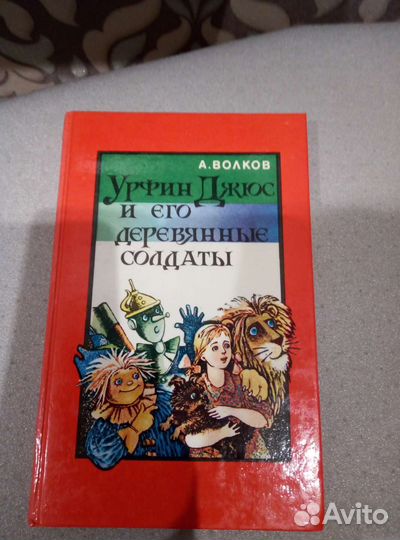 А.ВОЛКОВ
УРФИН ДЖЮС
И ЕГО
ДЕРЕВЯННЫЕ
СОЛДАТЫ
Avito